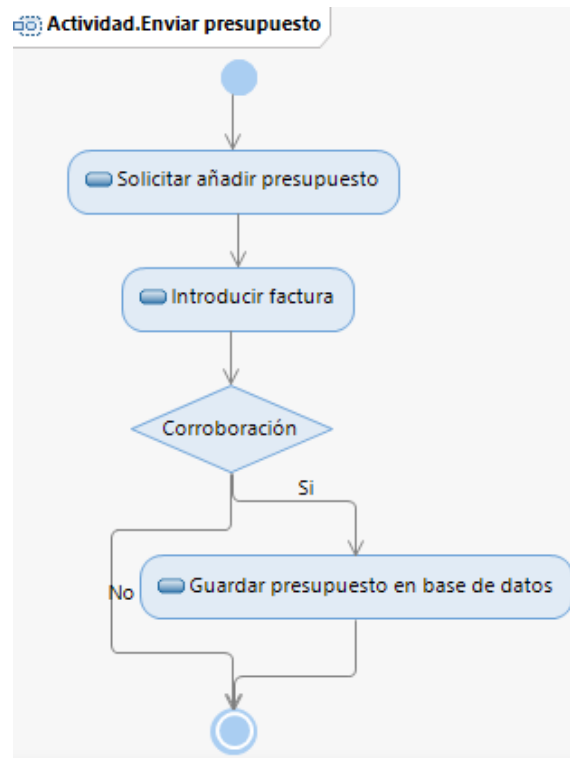 Actividad.Enviar presupuesto
Solicitar añadir presupuesto
Introducir factura
Corroboración
Si
No
Guardar presupuesto en base de datos